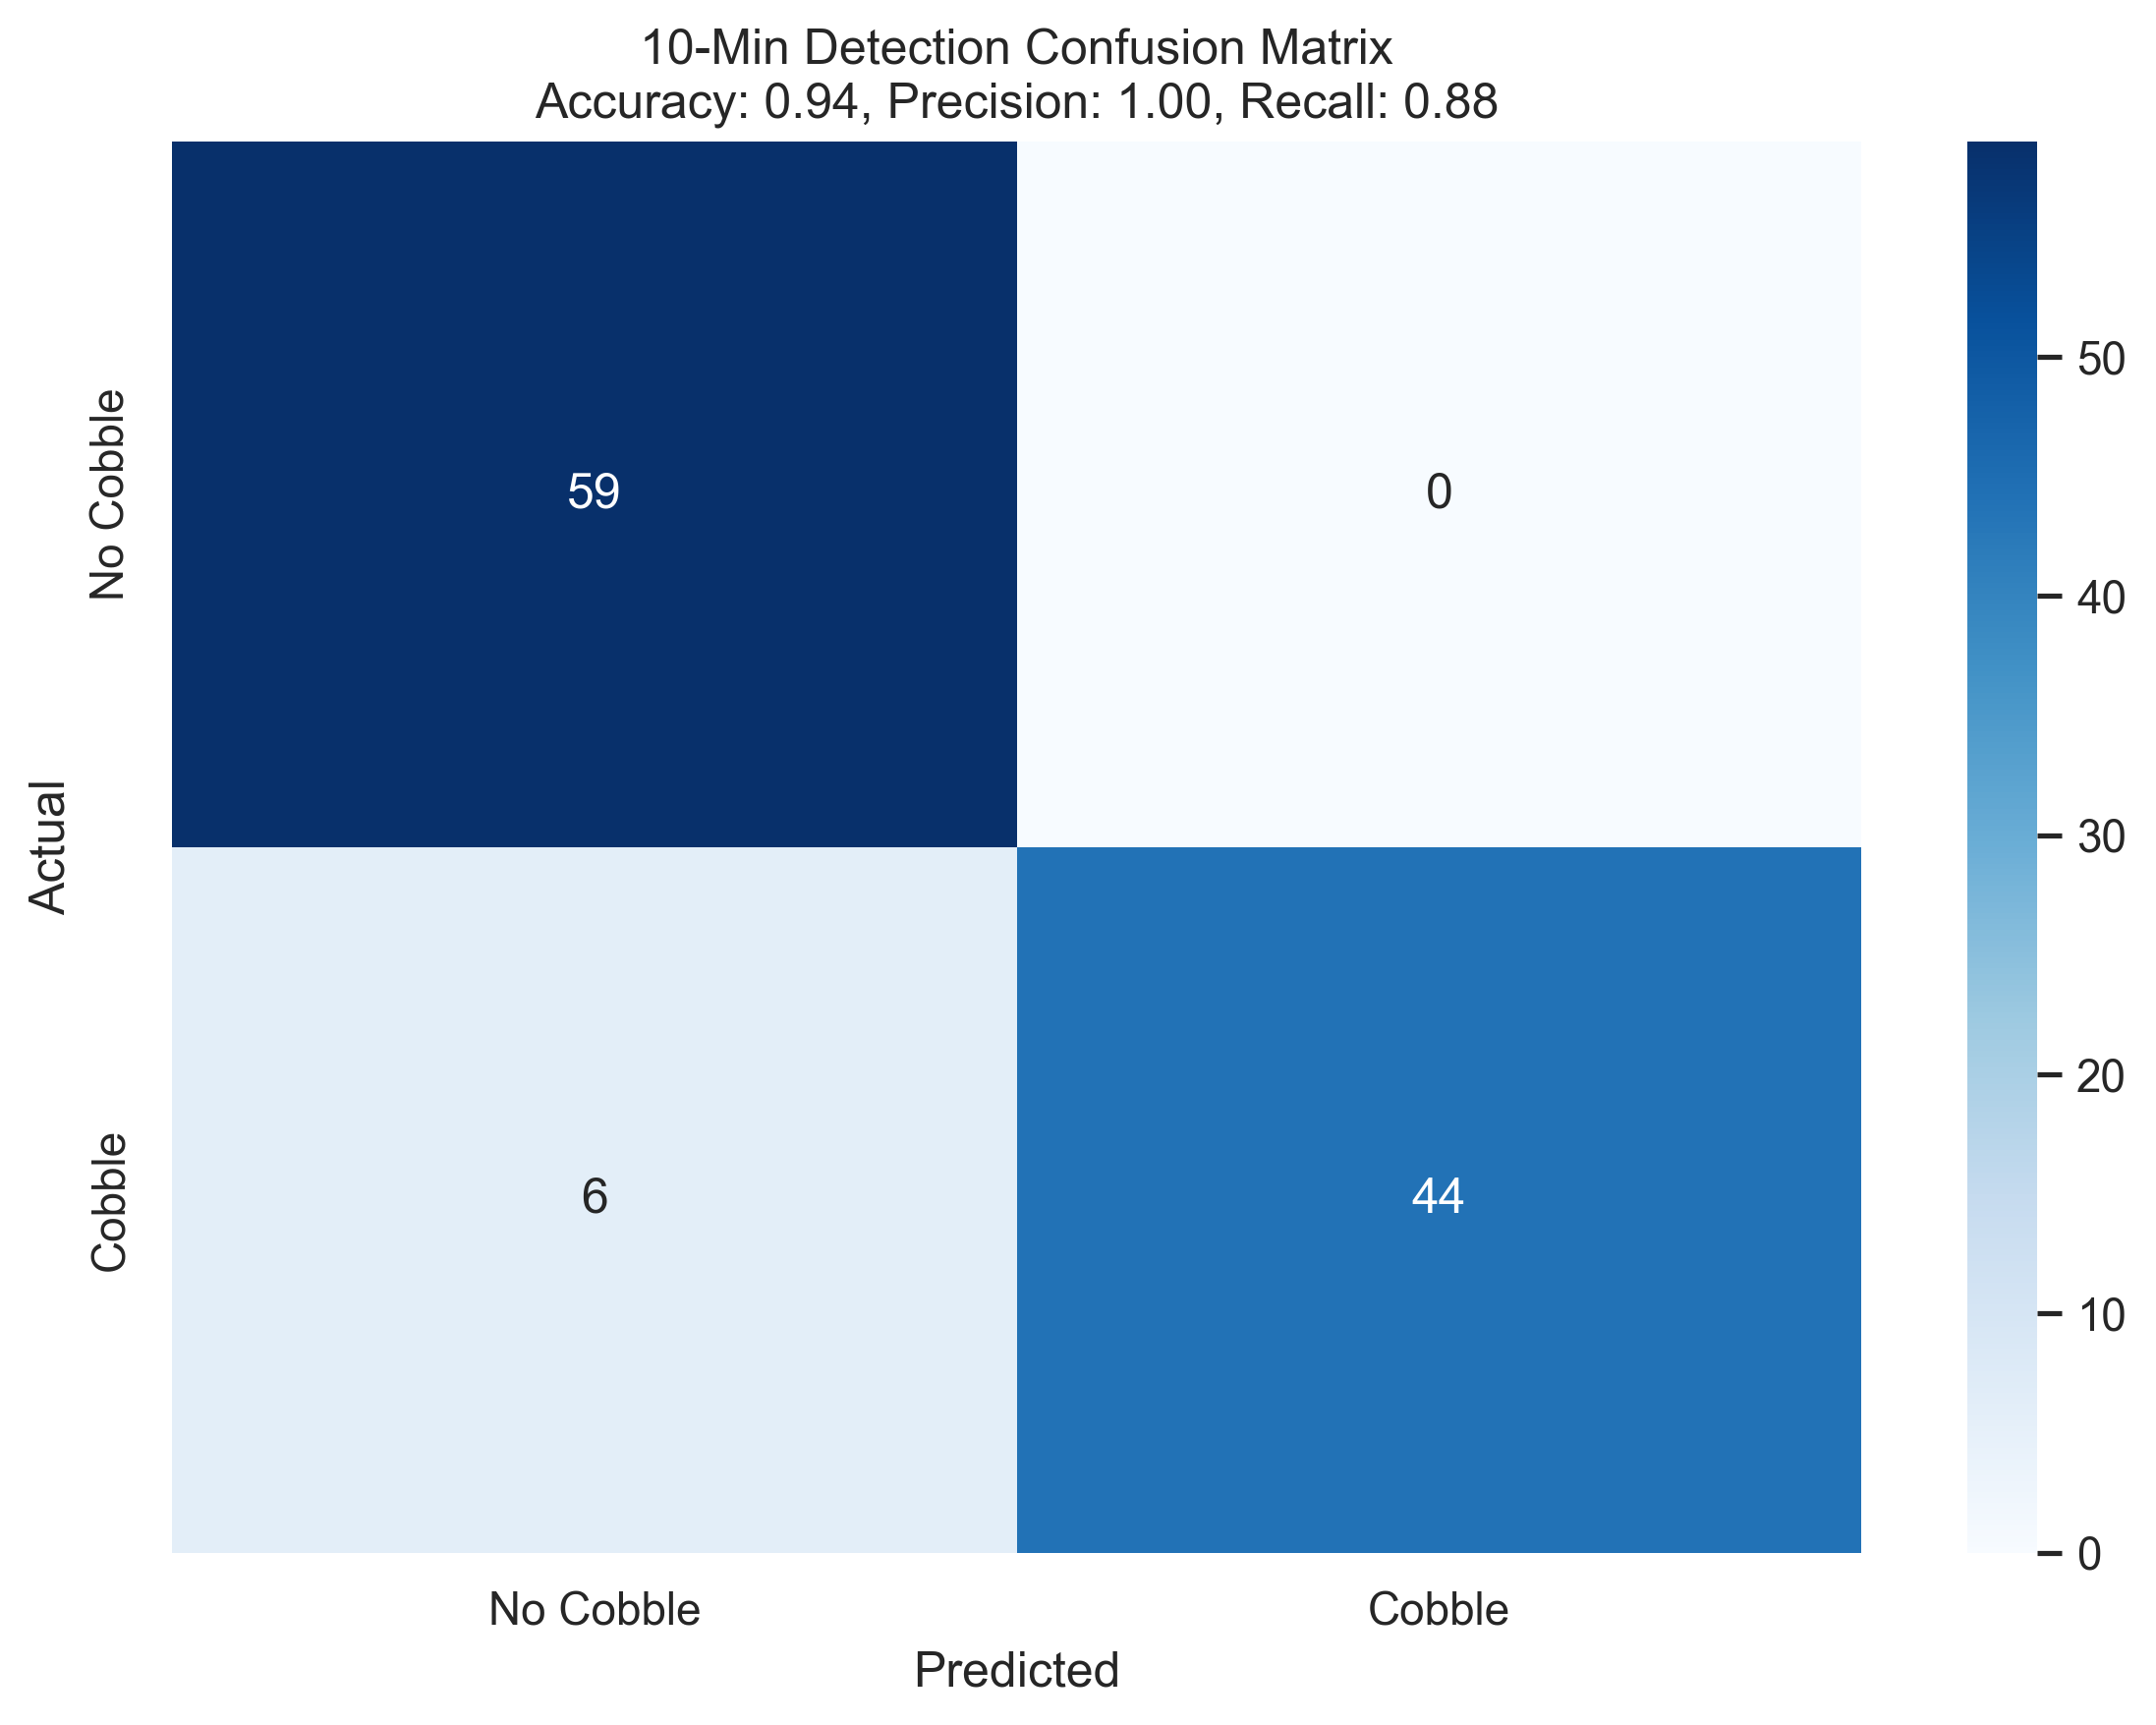 10-Min Detection Confusion Matrix
Accuracy: 0.94, Precision: 1.00, Recall: 0.88
Actual
No Cobble
Cobble
59
0
6
44
No Cobble
Cobble
Predicted
50
40
30
20
10
0